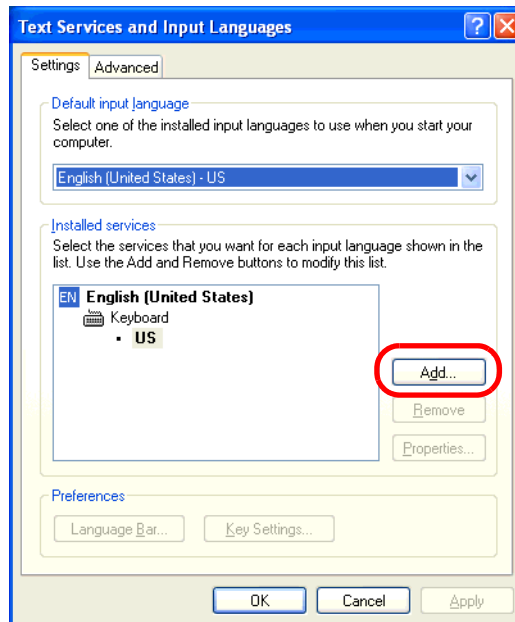 Text Services and Input Languages
Settings
Advanced
Default input language
Select one of the installed input languages to use when you start your
computer.
English (United States) - US
Installed services
Select the services that you want for each input language shown in the
list. Use the Add and Remove buttons to modify this list.
EN English (United States)
Keyboard
• US
Add...
Remove
Properties...
Preferences
Language Bar...
Key Settings...
OK
Cancel
Apply